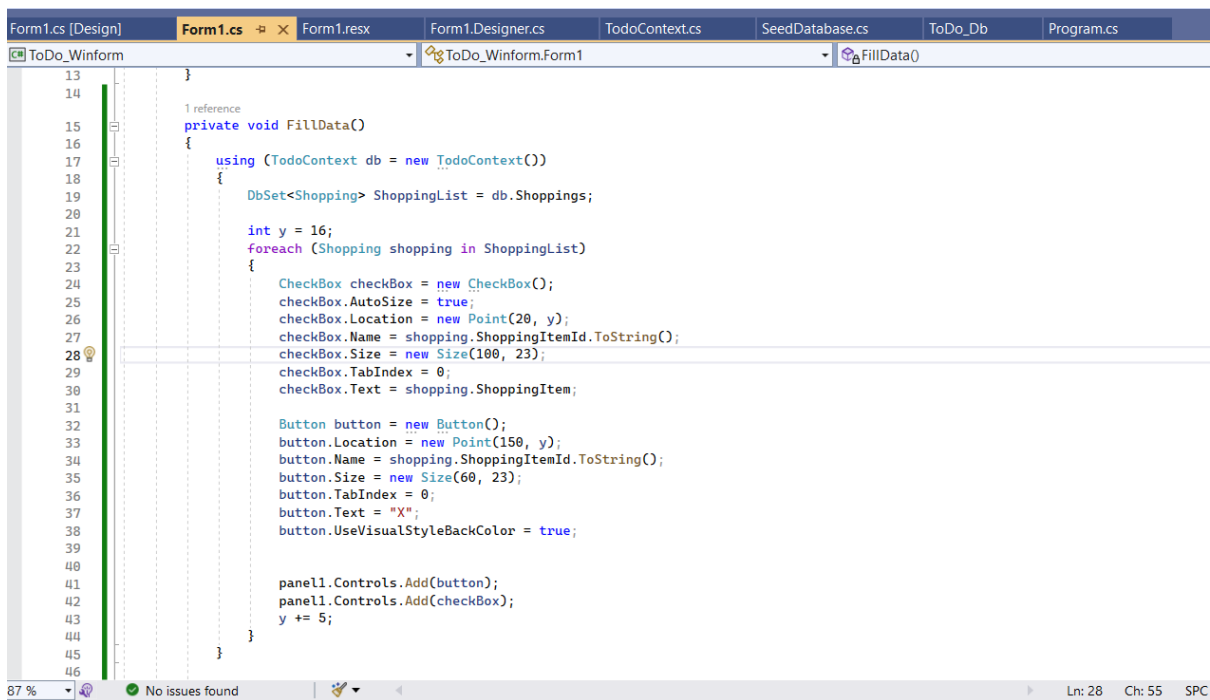 Form1.cs [Design] Form1.cs Form1.resx Form1.Designer.cs TodoContext.cs SeedDatabase.cs ToDo_Db Program.cs
C# ToDo_Winform ToDo_Winform.Form1 FillData()
13 }
14
1 reference
15 private void FillData()
16 {
17 using (TodoContext db = new TodoContext())
18 {
19 DbSet<Shopping> ShoppingList = db.Shoppings;
20
21 int y = 16;
22 foreach (Shopping shopping in ShoppingList)
23 {
24 CheckBox checkBox = new CheckBox();
25 checkBox.AutoSize = true;
26 checkBox.Location = new Point(20, y);
27 checkBox.Name = shopping.ShoppingItemId.ToString();
28 checkBox.Size = new Size(100, 23);
29 checkBox.TabIndex = 0;
30 checkBox.Text = shopping.ShoppingItem;
31
32 Button button = new Button();
33 button.Location = new Point(150, y);
34 button.Name = shopping.ShoppingItemId.ToString();
35 button.Size = new Size(60, 23);
36 button.TabIndex = 0;
37 button.Text = "X";
38 button.UseVisualStyleBackColor = true;
39
40
41 panel1.Controls.Add(button);
42 panel1.Controls.Add(checkBox);
43 y += 5;
44 }
45 }
46
87 % No issues found Ln: 28 Ch: 55 SPC